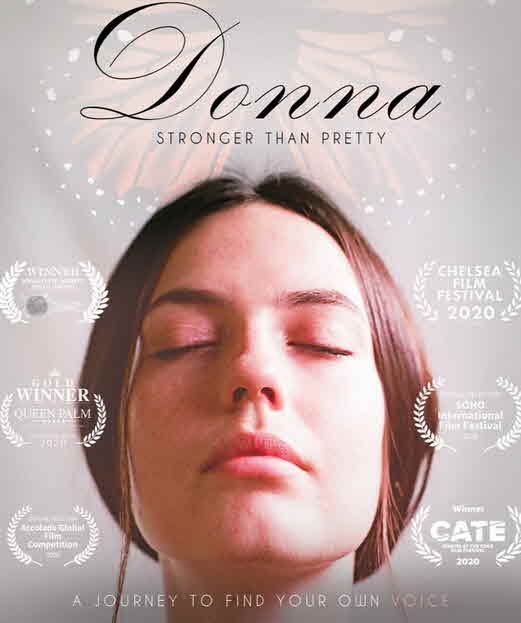 Donna
STRONGER THAN PRETTY
WINNER
CHELSEA
FILM
FESTIVAL
2020
GOLD
WINNER
QUEEN PALM
2020
SOHO
International
Film Festival
Accolade Global
Film
Competition
Winner
CATE
2020
A JOURNEY TO FIND YOUR OWN VOICE